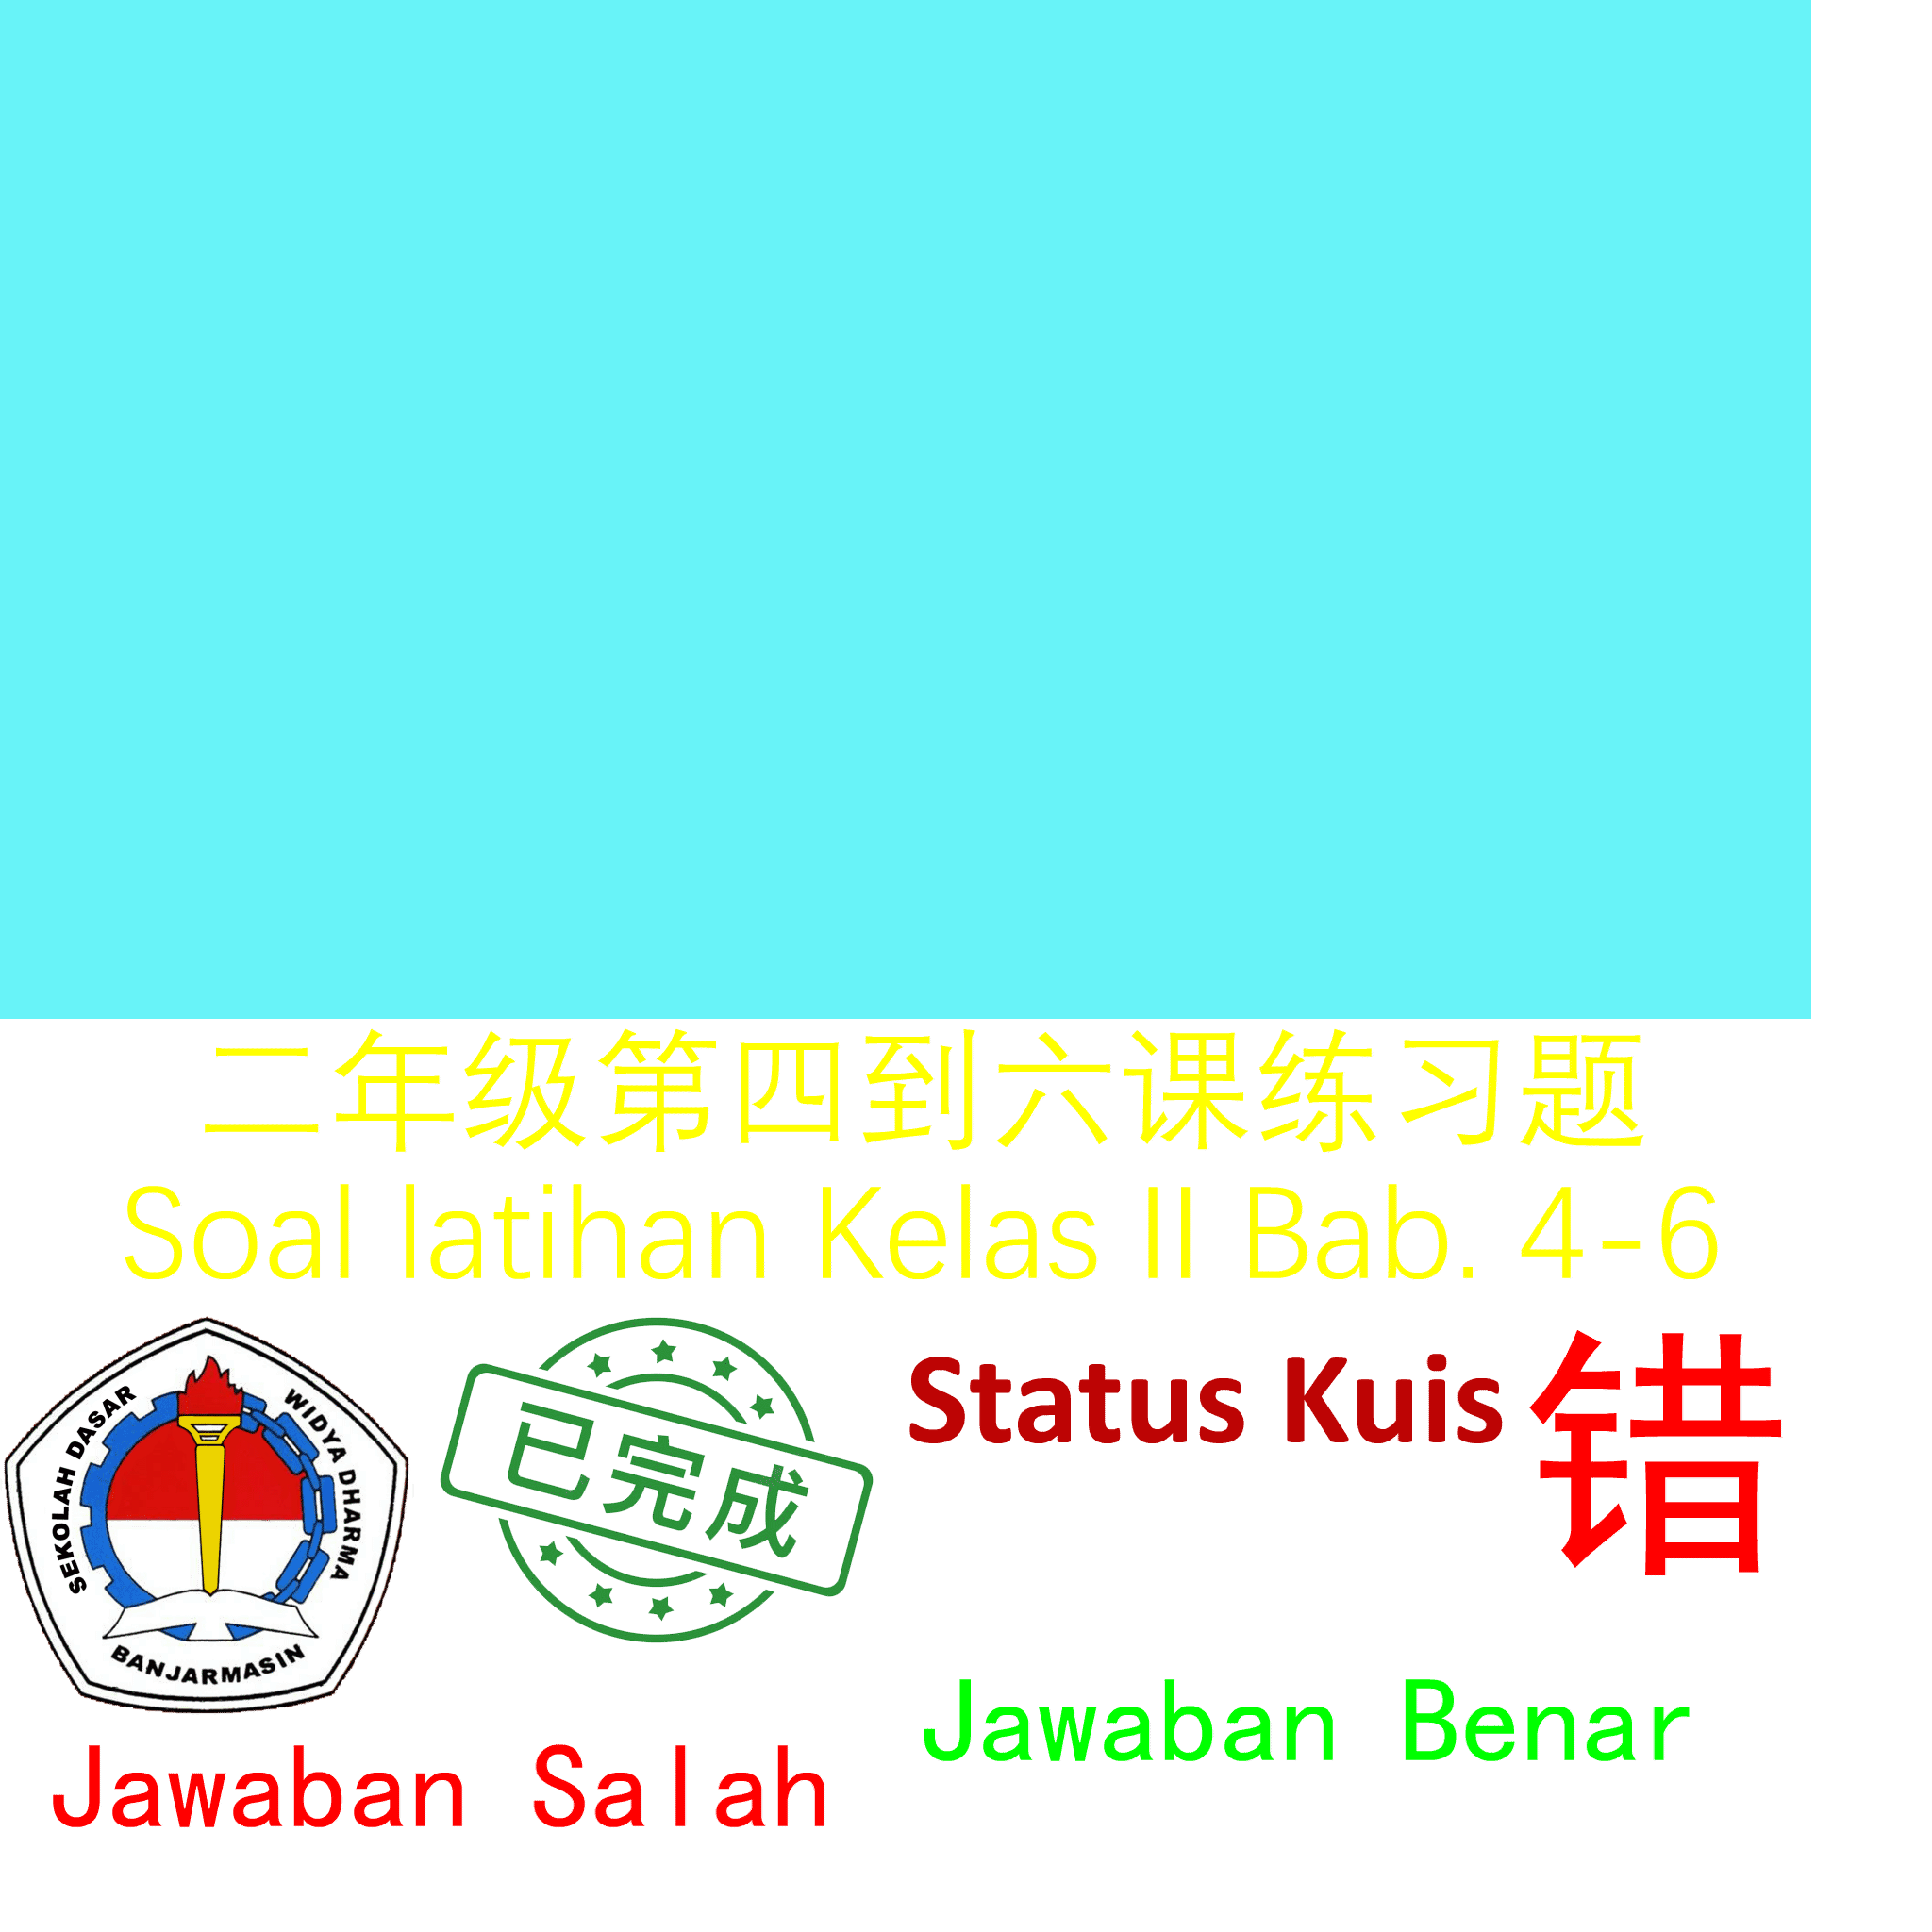 二年级第四到六课练习题
Soal latihan Kelas II Bab. 4-6
SEKOLAH DASAR WIDYA DHARMA
BANJARMASIN
已完成
Status Kuis
错
Jawaban Benar
Jawaban Salah